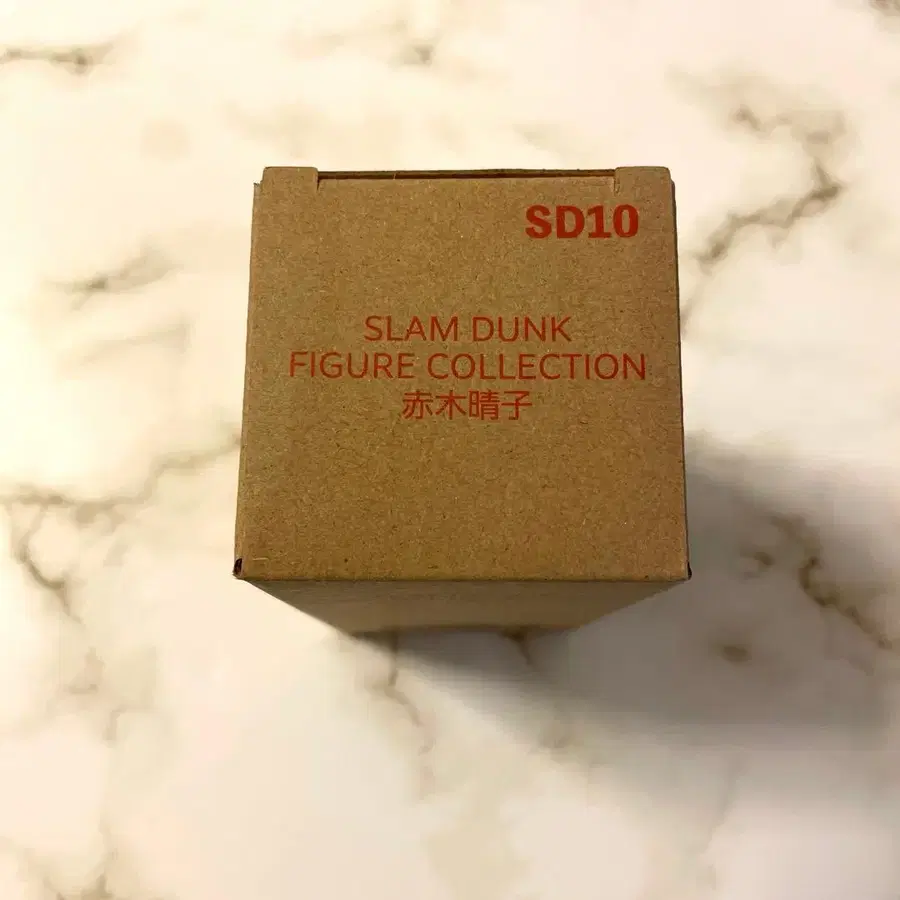 SD10
SLAM DUNK
FIGURE COLLECTION
赤木晴子